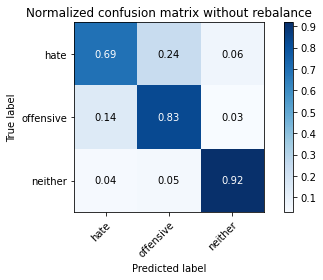 Normalized confusion matrix without rebalance
True label
hate 0.69 0.24 0.06
offensive 0.14 0.83 0.03
neither 0.04 0.05 0.92
hate offensive neither
Predicted label
0.9
0.8
0.7
0.6
0.5
0.4
0.3
0.2
0.1